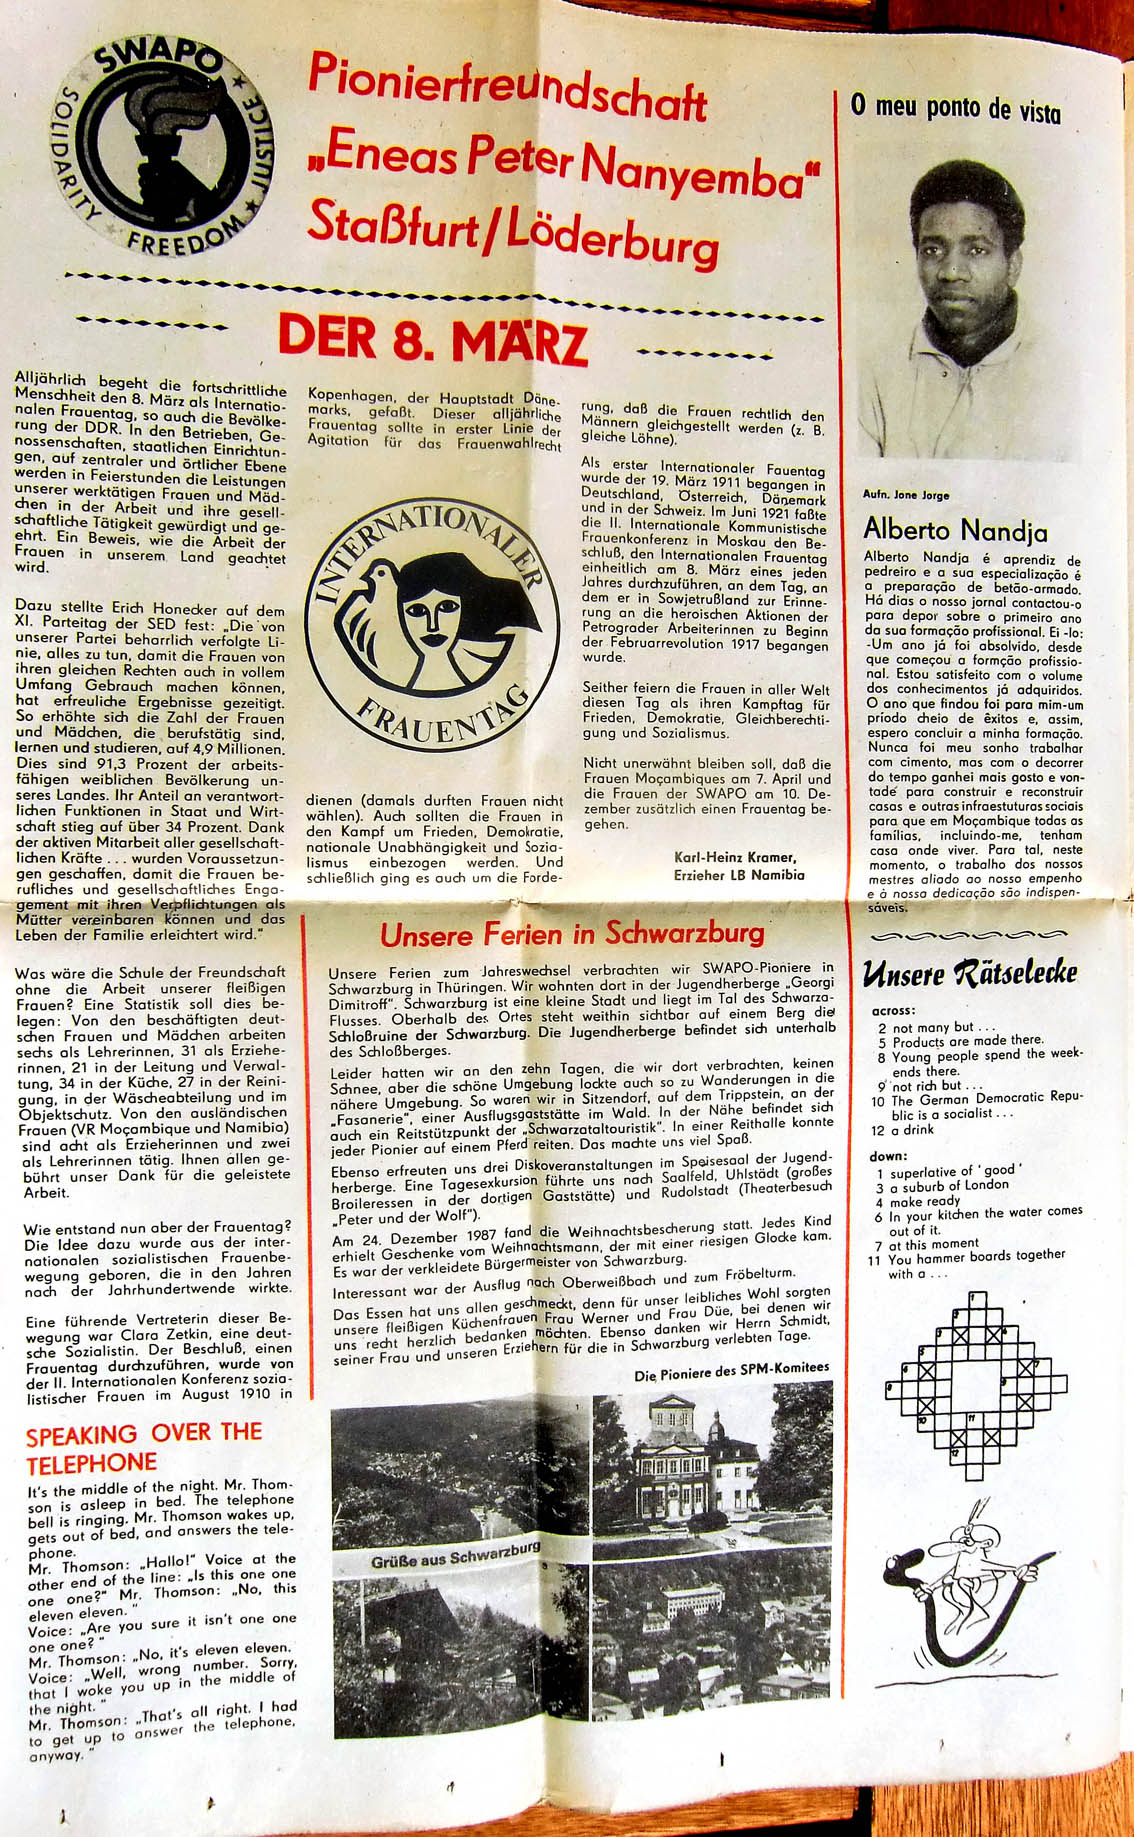 SWAPO
SOLIDARITY
FREEDOM
JUSTICE
Pionierfreundschaft
„Eneas Peter Nanyemba“
Staßfurt/Löderburg
DER 8. MÄRZ
Alljährlich begeht die fortschrittliche
Menschheit den 8. März als Internatio-
nalen Frauentag, so auch die Bevölke-
rung der DDR. In den Betrieben, Ge-
nossenschaften, staatlichen Einrichtun-
gen, auf zentraler und örtlicher Ebene
werden in Feierstunden die Leistungen
unserer werktätigen Frauen und Mäd-
chen in der Arbeit und ihre gesell-
schaftliche Tätigkeit gewürdigt und ge-
ehrt. Ein Beweis, wie die Arbeit der
Frauen in unserem Land geachtet
wird.
Dazu stellte Erich Honecker auf dem
XI. Parteitag der SED fest: „Die von
unserer Partei beharrlich verfolgte Li-
nie, alles zu tun, damit die Frauen von
ihren gleichen Rechten auch in vollem
Umfang Gebrauch machen können,
hat erfreuliche Ergebnisse gezeitigt.
So erhöhte sich die Zahl der Frauen
und Mädchen, die berufstätig sind,
lernen und studieren, auf 4,9 Millionen.
Dies sind 91,3 Prozent der arbeits-
fähigen weiblichen Bevölkerung un-
seres Landes. Ihr Anteil an verantwort-
lichen Funktionen in Staat und Wirt-
schaft stieg auf über 34 Prozent. Dank
der aktiven Mitarbeit aller gesellschaft-
lichen Kräfte . . . wurden Voraussetzun-
gen geschaffen, damit die Frauen be-
rufliches und gesellschaftliches Enga-
gement mit ihren Verpflichtungen als
Mütter vereinbaren können und das
Leben der Familie erleichtert wird.“
Was wäre die Schule der Freundschaft
ohne die Arbeit unserer fleißigen
Frauen? Eine Statistik soll dies be-
legen: Von den beschäftigten deut-
schen Frauen und Mädchen arbeiten
sechs als Lehrerinnen, 31 als Erziehe-
rinnen, 21 in der Leitung und Verwal-
tung, 34 in der Küche, 27 in der Reini-
gung, in der Wäscheabteilung und im
Objektschutz. Von den ausländischen
Frauen (VR Moçambique und Namibia)
sind acht als Erzieherinnen und zwei
als Lehrerinnen tätig. Ihnen allen ge-
bührt unser Dank für die geleistete
Arbeit.
Wie entstand nun aber der Frauentag?
Die Idee dazu wurde aus der inter-
nationalen sozialistischen Frauenbe-
wegung geboren, die in den Jahren
nach der Jahrhundertwende wirkte.
Eine führende Vertreterin dieser Be-
wegung war Clara Zetkin, eine deut-
sche Sozialistin. Der Beschluß, einen
Frauentag durchzuführen, wurde von
der II. Internationalen Konferenz sozia-
listischer Frauen im August 1910 in
Kopenhagen, der Hauptstadt Däne-
marks, gefaßt. Dieser alljährliche
Frauentag sollte in erster Linie der
Agitation für das Frauenwahlrecht
INTERNATIONALER
FRAUENTAG
dienen (damals durften Frauen nicht
wählen). Auch sollten die Frauen in
den Kampf um Frieden, Demokratie,
nationale Unabhängigkeit und Sozia-
lismus einbezogen werden. Und
schließlich ging es auch um die Forde-
rung, daß die Frauen rechtlich den
Männern gleichgestellt werden (z. B.
gleiche Löhne).
Als erster Internationaler Fauentag
wurde der 19. März 1911 begangen in
Deutschland, Österreich, Dänemark
und in der Schweiz. Im Juni 1921 faßte
die II. Internationale Kommunistische
Frauenkonferenz in Moskau den Be-
schluß, den Internationalen Frauentag
einheitlich am 8. März eines jeden
Jahres durchzuführen, an dem Tag, an
dem er in Sowjetrußland zur Erinne-
rung an die heroischen Aktionen der
Petrograder Arbeiterinnen zu Beginn
der Februarrevolution 1917 begangen
wurde.
Seither feiern die Frauen in aller Welt
diesen Tag als ihren Kampftag für
Frieden, Demokratie, Gleichberechti-
gung und Sozialismus.
Nicht unerwähnt bleiben soll, daß die
Frauen Moçambiques am 7. April und
die Frauen der SWAPO am 10. De-
zember zusätzlich einen Frauentag be-
gehen.
Karl-Heinz Kramer,
Erzieher LB Namibia
SPEAKING OVER THE
TELEPHONE
It's the middle of the night. Mr. Thom-
son is asleep in bed. The telephone
bell is ringing. Mr. Thomson wakes up,
gets out of bed, and answers the tele-
phone.
Mr. Thomson: „Hallo!“ Voice at the
other end of the line: „Is this one one
one one?“ Mr. Thomson: „No, this
eleven eleven. “
Voice: „Are you sure it isn't one one
one one? “
Mr. Thomson: „No, it's eleven eleven.
Voice: „Well, wrong number. Sorry,
that I woke you up in the middle of
the night. “
Mr. Thomson: „That's all right. I had
to get up to answer the telephone,
anyway. “
Unsere Ferien in Schwarzburg
Unsere Ferien zum Jahreswechsel verbrachten wir SWAPO-Pioniere in
Schwarzburg in Thüringen. Wir wohnten dort in der Jugendherberge „Georgi
Dimitroff“. Schwarzburg ist eine kleine Stadt und liegt im Tal des Schwarza-
Flusses. Oberhalb des Ortes steht weithin sichtbar auf einem Berg die
Schloßruine der Schwarzburg. Die Jugendherberge befindet sich unterhalb
des Schloßberges.
Leider hatten wir an den zehn Tagen, die wir dort verbrachten, keinen
Schnee, aber die schöne Umgebung lockte auch so zu Wanderungen in die
nähere Umgebung. So waren wir in Sitzendorf, auf dem Trippstein, an der
„Fasanerie“, einer Ausflugsgaststätte im Wald. In der Nähe befindet sich
auch ein Reitstützpunkt der „Schwarzataltouristik“. In einer Reithalle konnte
jeder Pionier auf einem Pferd reiten. Das machte uns viel Spaß.
Ebenso erfreuten uns drei Diskoveranstaltungen im Speisesaal der Jugend-
herberge. Eine Tagesexkursion führte uns nach Saalfeld, Uhlstädt (großes
Broileressen in der dortigen Gaststätte) und Rudolstadt (Theaterbesuch
„Peter und der Wolf“).
Am 24. Dezember 1987 fand die Weihnachtsbescherung statt. Jedes Kind
erhielt Geschenke vom Weihnachtsmann, der mit einer riesigen Glocke kam.
Es war der verkleidete Bürgermeister von Schwarzburg.
Interessant war der Ausflug nach Oberweißbach und zum Fröbelturm.
Das Essen hat uns allen geschmeckt, denn für unser leibliches Wohl sorgten
unsere fleißigen Küchenfrauen Frau Werner und Frau Düe, bei denen wir
uns recht herzlich bedanken möchten. Ebenso danken wir Herrn Schmidt,
seiner Frau und unseren Erziehern für die in Schwarzburg verlebten Tage.
Die Pioniere des SPM-Komitees
Grüße aus Schwarzburg
O meu ponto de vista
Aufn. Jone Jorge
Alberto Nandja
Alberto Nandja é aprendiz de
pedreiro e a sua especialização é
a preparação de betão-armado.
Há dias o nosso jornal contactou-o
para depor sobre o primeiro ano
da sua formação profissional. Ei -lo:
-Um ano já foi absolvido, desde
que começou a formção profissio-
nal. Estou satisfeito com o volume
dos conhecimentos já adquiridos.
O ano que findou foi para mim-um
príodo cheio de êxitos e, assim,
espero concluir a minha formação.
Nunca foi meu sonho trabalhar
com cimento, mas com o decorrer
do tempo ganhei mais gosto e von-
tade para construir e reconstruir
casas e outras infraestuturas sociais
para que em Moçambique todas as
famílias, incluindo-me, tenham
casa onde viver. Para tal, neste
momento, o trabalho dos nossos
mestres aliado ao nosso empenho
e à nossa dedicação são indispen-
sáveis.
Unsere Rätselecke
across:
2 not many but . . .
5 Products are made there.
8 Young people spend the week-
ends there.
9 not rich but . . .
10 The German Democratic Repu-
blic is a socialist . . .
12 a drink
down:
1 superlative of ' good '
3 a suburb of London
4 make ready
6 In your kitchen the water comes
out of it.
7 at this moment
11 You hammer boards together
with a . . .